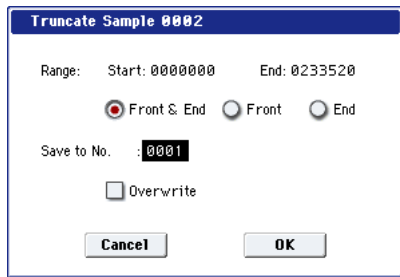 Truncate Sample 0002
Range: Start: 0000000 End: 0233520
Front & End Front End
Save to No. : 0001
Overwrite
Cancel OK